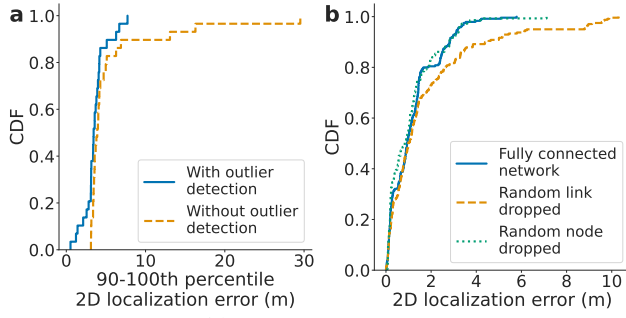 a
CDF
1.0
0.8
0.6
0.4
0.2
0.0
With outlier
detection
Without outlier
detection
0 10 20 30
90-100th percentile
2D localization error (m)
b
CDF
1.0
0.8
0.6
0.4
0.2
0.0
Fully connected
network
Random link
dropped
Random node
dropped
0 2 4 6 8 10
2D localization error (m)